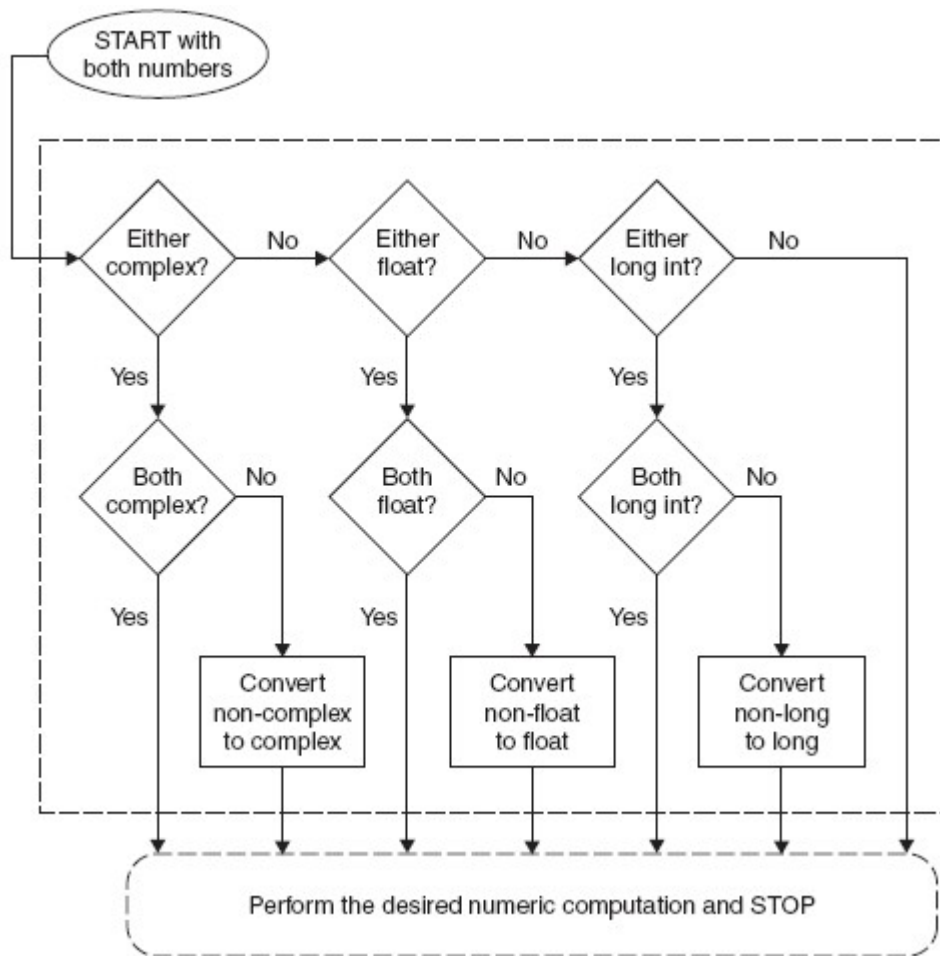 START with
both numbers
Either
complex?
No
Either
float?
No
Either
long int?
No
Yes
Yes
Yes
Both
complex?
No
Both
float?
No
Both
long int?
No
Yes
Yes
Yes
Convert
non-complex
to complex
Convert
non-float
to float
Convert
non-long
to long
Perform the desired numeric computation and STOP